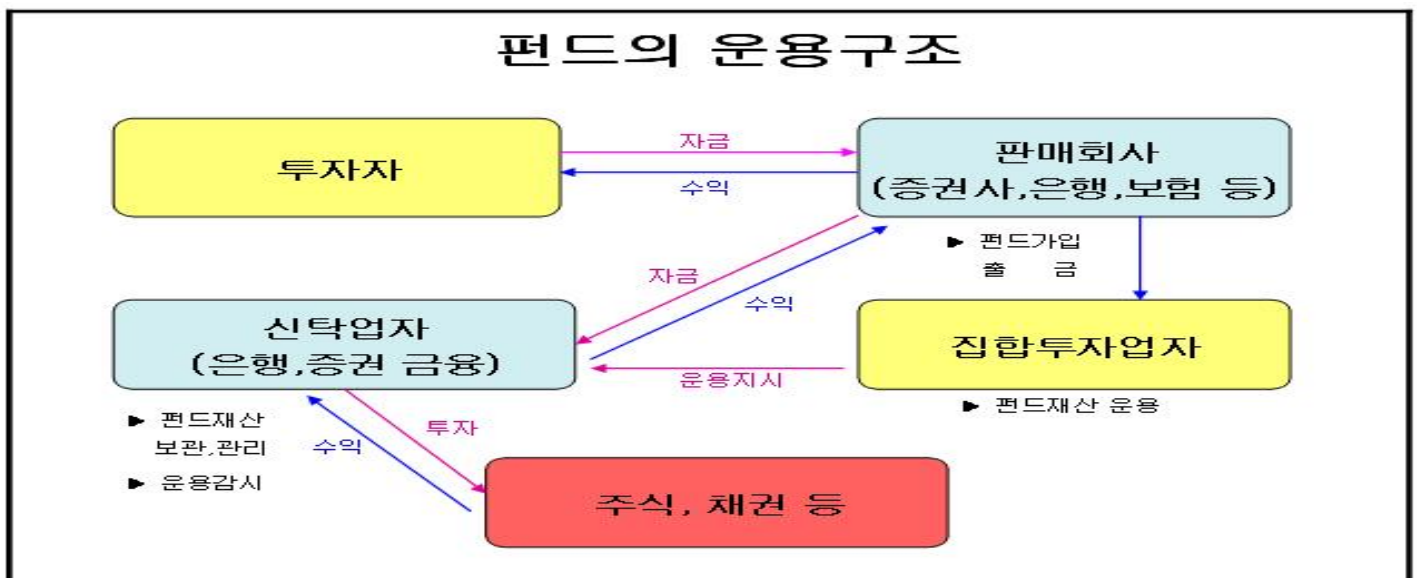 펀드의 운용구조
투자자
자금
수익
판매회사
(증권사,은행,보험 등)
▶ 펀드가입
출 금
자금
수익
신탁업자
(은행,증권 금융)
집합투자업자
운용지시
▶ 펀드재산 운용
▶ 펀드재산
보관,관리
▶ 운용감시
투자
수익
주식, 채권 등